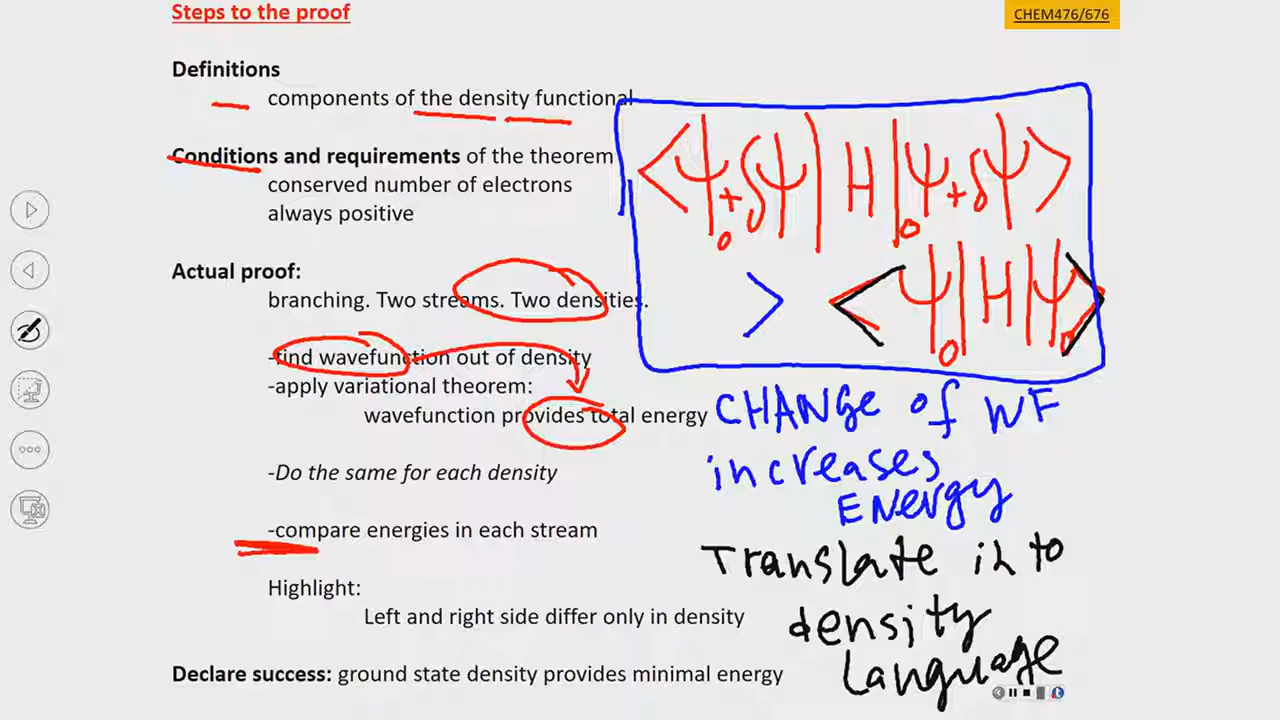 Steps to the proof
CHEM476/676
Definitions
components of the density functional
Conditions and requirements of the theorem
conserved number of electrons
always positive
Actual proof:
branching. Two streams. Two densities.
-find wavefunction out of density
-apply variational theorem:
wavefunction provides total energy
-Do the same for each density
-compare energies in each stream
Highlight:
Left and right side differ only in density
Declare success: ground state density provides minimal energy
<Ψ₀+δΨ|H|Ψ₀+δΨ>
> <Ψ₀|H|Ψ₀>
CHANGE of WF
increases
ENERGY
Translate into
density
Language